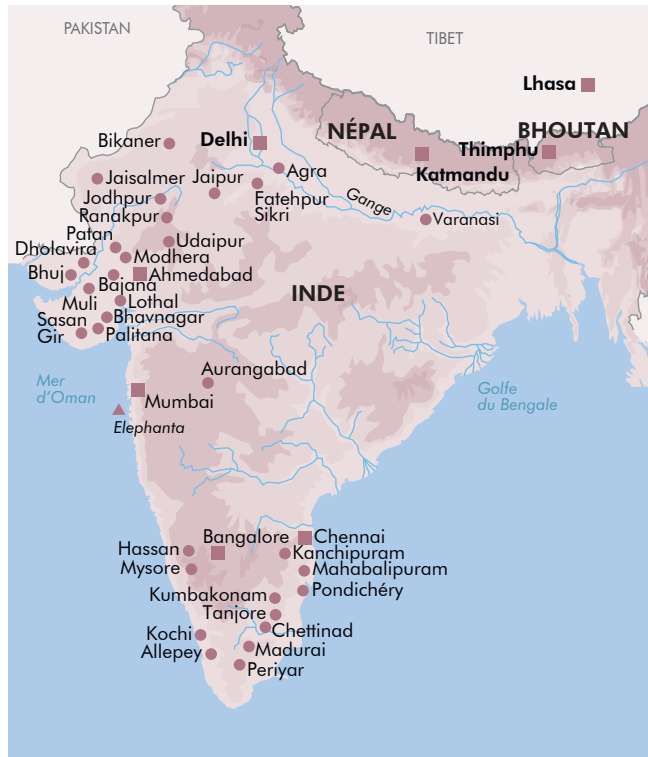 PAKISTAN
TIBET
Lhasa
NÉPAL
BHOUTAN
Bikaner
Delhi
Thimphu
Katmandu
Agra
Jaisalmer
Jaipur
Jodhpur
Fatehpur
Sikri
Gange
Ranakpur
Varanasi
Patan
Udaipur
Dholavira
Modhera
Bhuj
Ahmedabad
Bajana
INDE
Muli
Lothal
Sasan
Gir
Bhavnagar
Palitana
Aurangabad
Mer
d’Oman
Golfe
du Bengale
Mumbai
Elephanta
Bangalore
Chennai
Hassan
Kanchipuram
Mysore
Mahabalipuram
Pondichéry
Kumbakonam
Tanjore
Chettinad
Kochi
Madurai
Allepey
Periyar